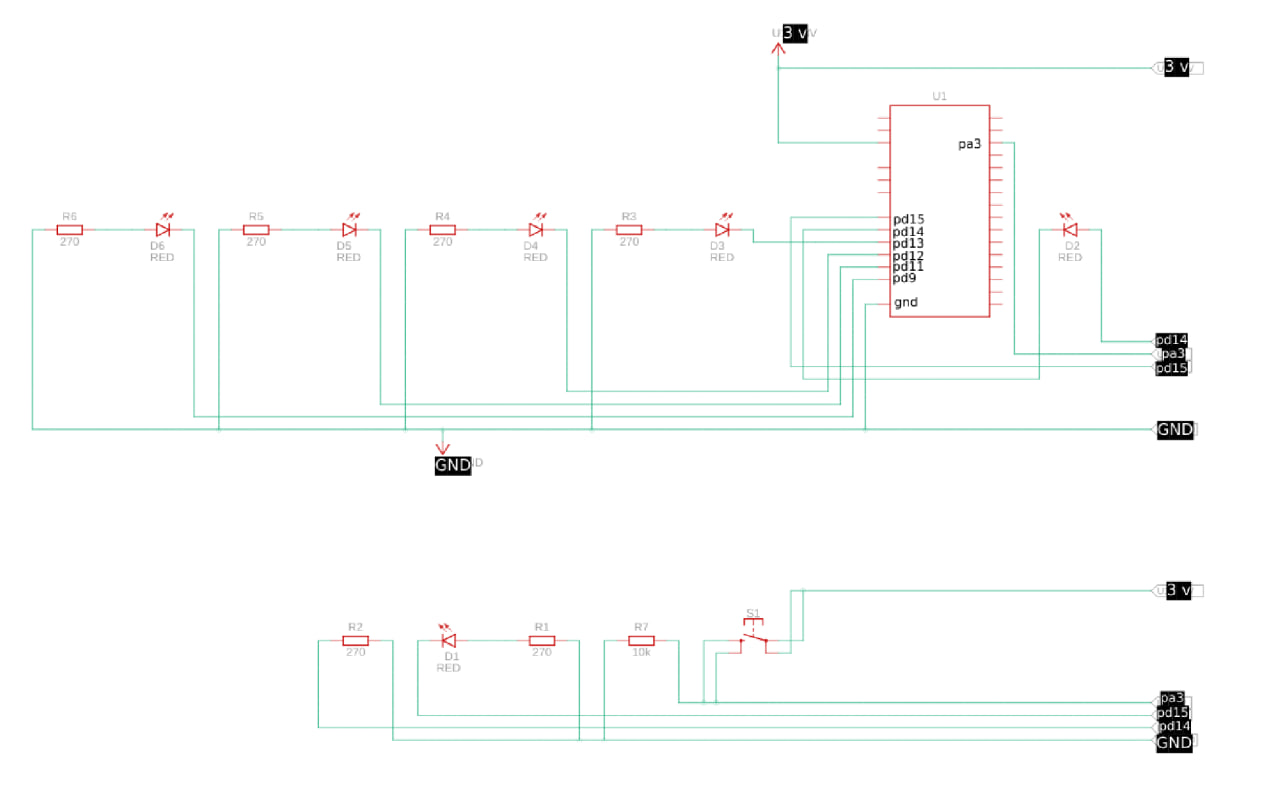 3 v
3 v
U1
pa3
R6
270
D6
RED
R5
270
D5
RED
R4
270
D4
RED
R3
270
D3
RED
pd15
pd14
pd13
pd12
pd11
pd9
gnd
D2
RED
pd14
pa3
pd15
GND
GND
3 v
R2
270
D1
RED
R1
270
R7
10k
S1
pa3
pd15
pd14
GND